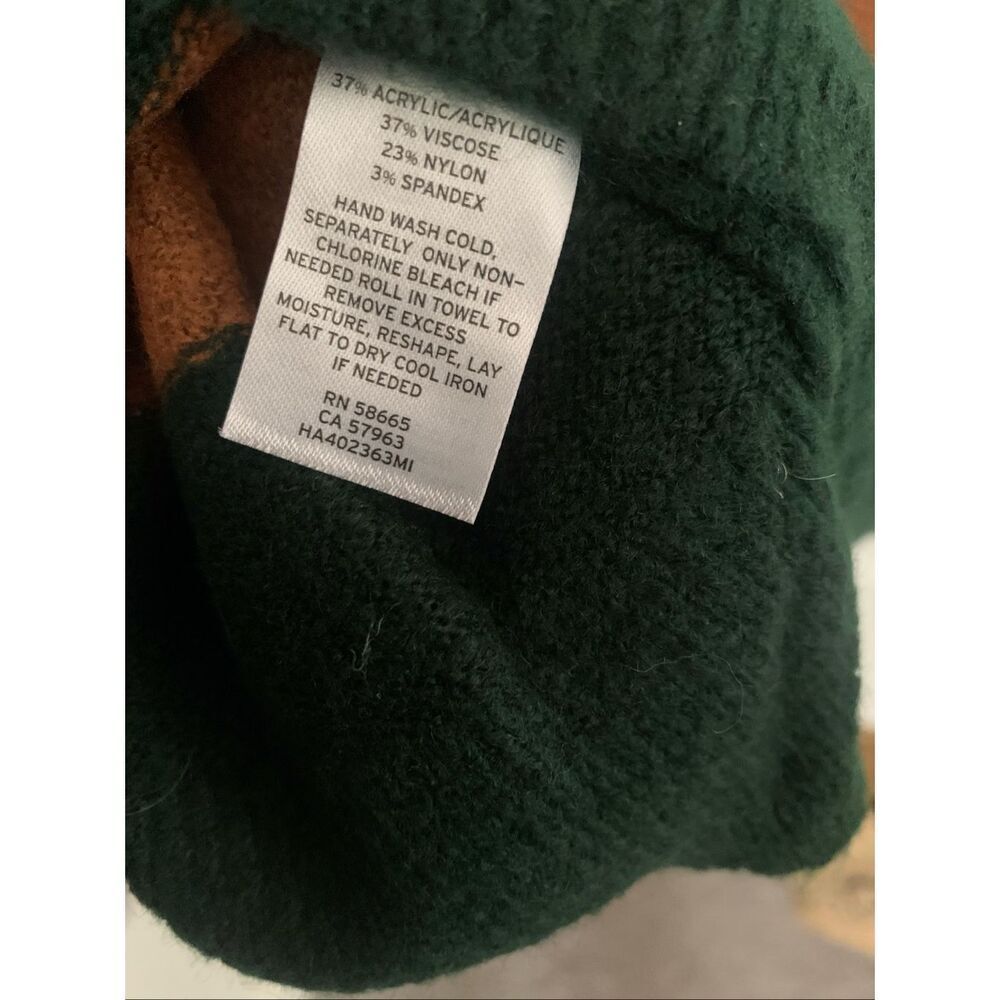 37% ACRYLIC/ACRYLIQUE
37% VISCOSE
23% NYLON
3% SPANDEX
HAND WASH COLD,
SEPARATELY ONLY NON-
CHLORINE BLEACH IF
NEEDED ROLL IN TOWEL TO
REMOVE EXCESS
MOISTURE, RESHAPE, LAY
FLAT TO DRY COOL IRON
IF NEEDED
RN 58665
CA 57963
HA402363MI